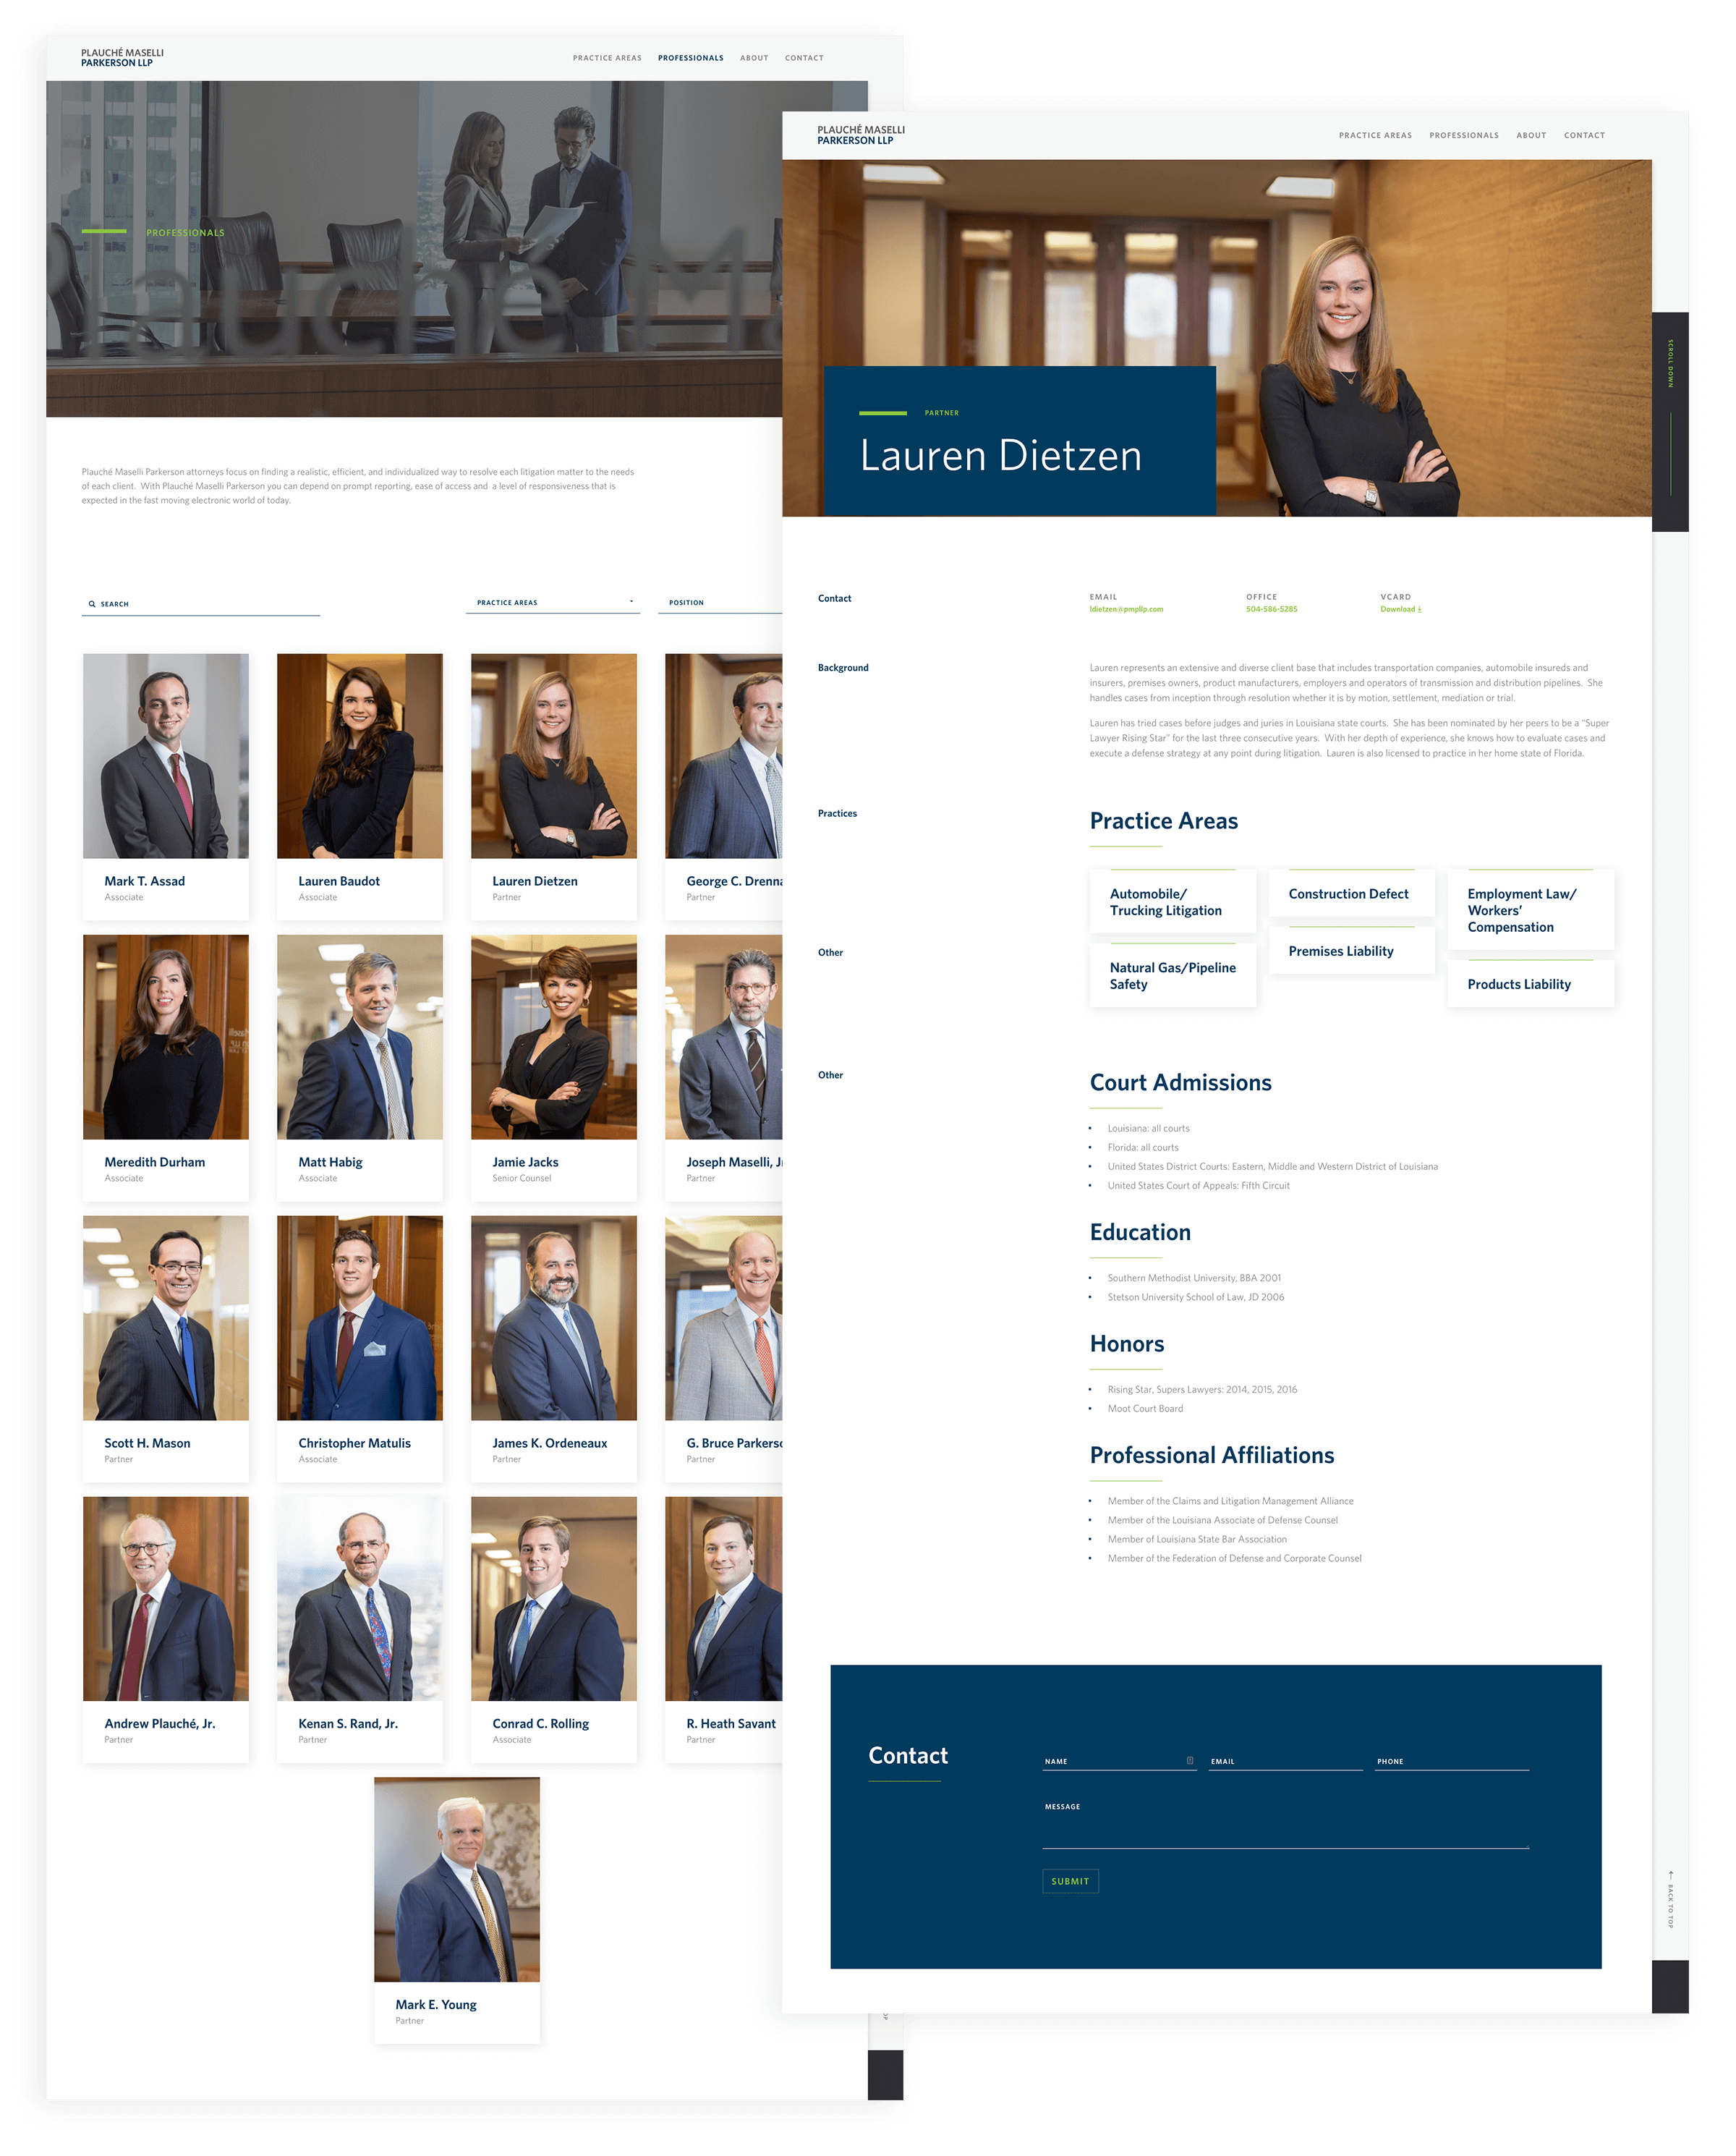 PLAUCHÉ MASELLI
PARKERSON LLP
PRACTICE AREAS
PROFESSIONALS
ABOUT
CONTACT
PROFESSIONALS
Plauché Maselli Parkerson attorneys focus on finding a realistic, efficient, and individualized way to resolve each litigation matter to the needs
of each client. With Plauché Maselli Parkerson you can depend on prompt reporting, ease of access and a level of responsiveness that is
expected in the fast moving electronic world of today.
SEARCH
PRACTICE AREAS
POSITION
Mark T. Assad
Associate
Lauren Baudot
Associate
Lauren Dietzen
Partner
George C. Drenna
Partner
Meredith Durham
Associate
Matt Habig
Associate
Jamie Jacks
Senior Counsel
Joseph Maselli, J
Partner
Scott H. Mason
Partner
Christopher Matulis
Associate
James K. Ordeneaux
Partner
G. Bruce Parkerso
Partner
Andrew Plauché, Jr.
Partner
Kenan S. Rand, Jr.
Partner
Conrad C. Rolling
Associate
R. Heath Savant
Partner
Mark E. Young
Partner
PLAUCHÉ MASELLI
PARKERSON LLP
PRACTICE AREAS
PROFESSIONALS
ABOUT
CONTACT
PARTNER
Lauren Dietzen
SCROLL DOWN
Contact
EMAIL
ldietzen@pmpllp.com
OFFICE
504-586-5285
VCARD
Download
Background
Lauren represents an extensive and diverse client base that includes transportation companies, automobile insureds and
insurers, premises owners, product manufacturers, employers and operators of transmission and distribution pipelines. She
handles cases from inception through resolution whether it is by motion, settlement, mediation or trial.
Lauren has tried cases before judges and juries in Louisiana state courts. She has been nominated by her peers to be a “Super
Lawyer Rising Star” for the last three consecutive years. With her depth of experience, she knows how to evaluate cases and
execute a defense strategy at any point during litigation. Lauren is also licensed to practice in her home state of Florida.
Practices
Practice Areas
Automobile/
Trucking Litigation
Construction Defect
Employment Law/
Workers’
Compensation
Other
Natural Gas/Pipeline
Safety
Premises Liability
Products Liability
Other
Court Admissions
• Louisiana: all courts
• Florida: all courts
• United States District Courts: Eastern, Middle and Western District of Louisiana
• United States Court of Appeals: Fifth Circuit
Education
• Southern Methodist University, BBA 2001
• Stetson University School of Law, JD 2006
Honors
• Rising Star, Supers Lawyers: 2014, 2015, 2016
• Moot Court Board
Professional Affiliations
• Member of the Claims and Litigation Management Alliance
• Member of the Louisiana Associate of Defense Counsel
• Member of Louisiana State Bar Association
• Member of the Federation of Defense and Corporate Counsel
Contact
NAME
EMAIL
PHONE
MESSAGE
SUBMIT
BACK TO TOP